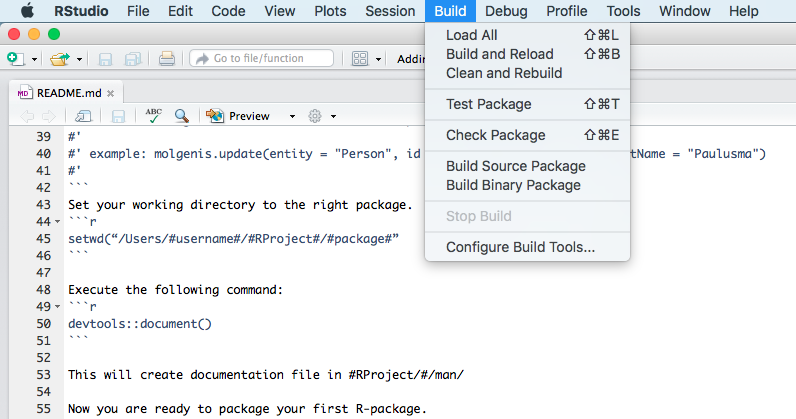 RStudio File Edit Code View Plots Session Build Debug Profile Tools Window Help
Go to file/function
Addin
README.md
ABC
Preview
Load All ⇧⌘L
Build and Reload ⇧⌘B
Clean and Rebuild
Test Package ⇧⌘T
Check Package ⇧⌘E
Build Source Package
Build Binary Package
Stop Build
Configure Build Tools...
39 #'
40 #' example: molgenis.update(entity = "Person", id tName = "Paulusma")
41 #'
42 ```
43 Set your working directory to the right package.
44 ```r
45 setwd(“/Users/#username#/#RProject#/#package#”
46 ```
47
48 Execute the following command:
49 ```r
50 devtools::document()
51 ```
52
53 This will create documentation file in #RProject/#/man/
54
55 Now you are ready to package your first R-package.